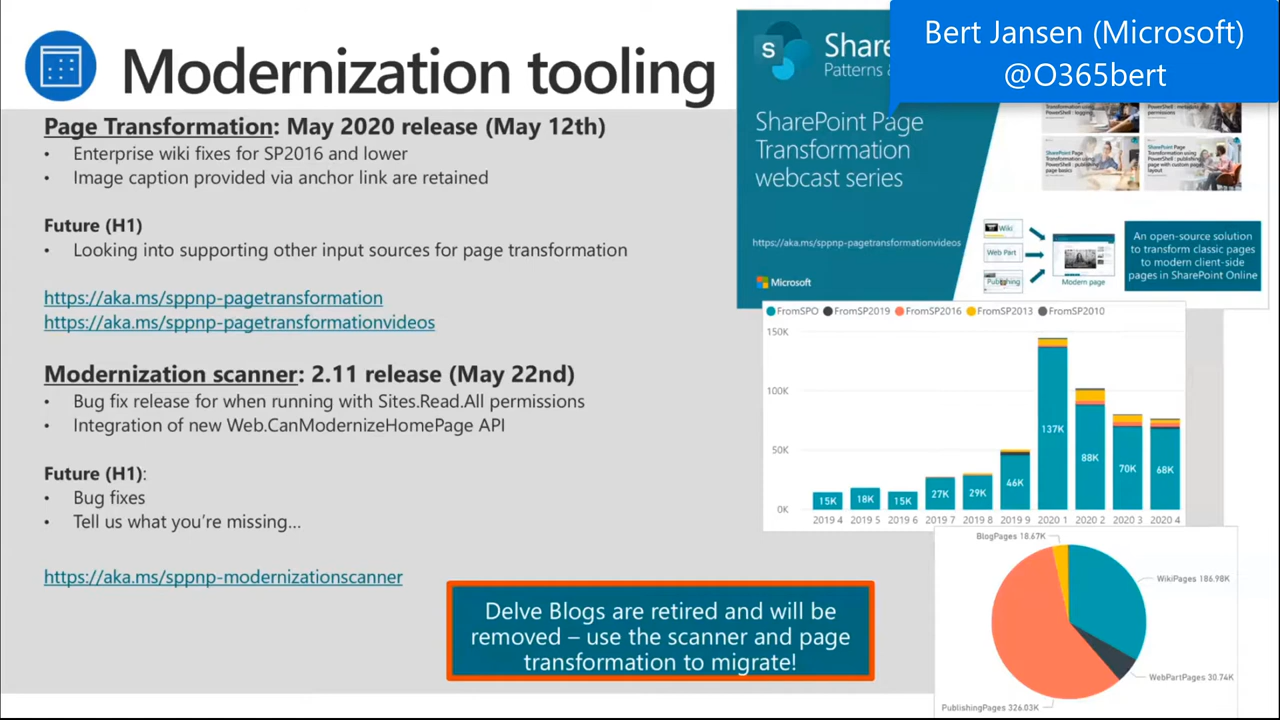 Modernization tooling
Page Transformation: May 2020 release (May 12th)
• Enterprise wiki fixes for SP2016 and lower
• Image caption provided via anchor link are retained
Future (H1)
• Looking into supporting other input sources for page transformation
https://aka.ms/sppnp-pagetransformation
https://aka.ms/sppnp-pagetransformationvideos
Modernization scanner: 2.11 release (May 22nd)
• Bug fix release for when running with Sites.Read.All permissions
• Integration of new Web.CanModernizeHomePage API
Future (H1):
• Bug fixes
• Tell us what you're missing...
https://aka.ms/sppnp-modernizationscanner
Delve Blogs are retired and will be
removed – use the scanner and page
transformation to migrate!
Bert Jansen (Microsoft)
@O365bert
S
Share
Patterns &
SharePoint Page
Transformation
webcast series
https://aka.ms/sppnp-pagetransformationvideos
Microsoft
Wiki
Web Part
Publishing
Modern page
An open-source solution
to transform classic pages
to modern client-side
pages in SharePoint Online
FromSPO FromSP2019 FromSP2016 FromSP2013 FromSP2010
150K
100K
50K
0K
15K 18K 15K 27K 29K 46K 137K 88K 70K 68K
2019 4 2019 5 2019 6 2019 7 2019 8 2019 9 2020 1 2020 2 2020 3 2020 4
BlogPages 18.67K
WikiPages 186.98K
WebPartPages 30.74K
PublishingPages 326.03K